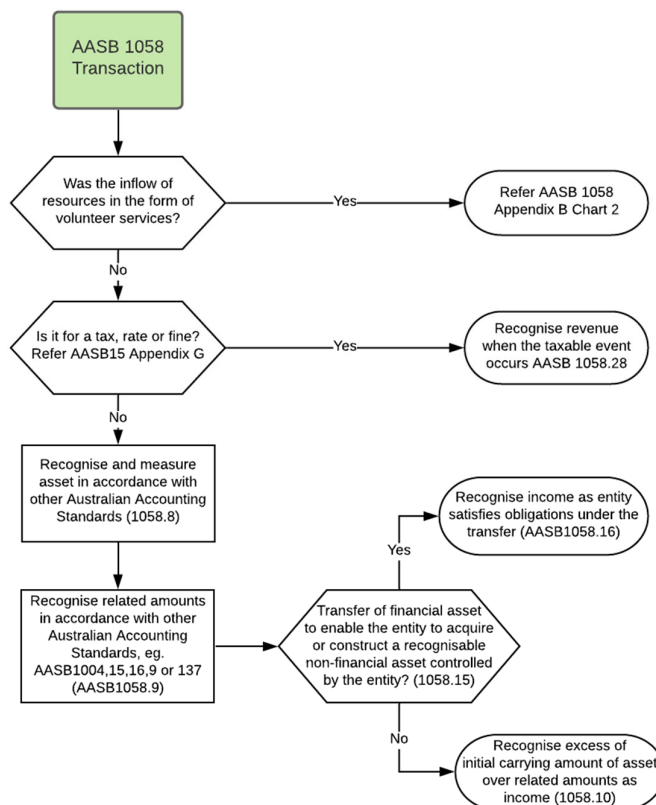 AASB 1058
Transaction
Was the inflow of
resources in the form of
volunteer services?
Yes
Refer AASB 1058
Appendix B Chart 2
No
Is it for a tax, rate or fine?
Refer AASB15 Appendix G
Yes
Recognise revenue
when the taxable event
occurs AASB 1058.28
No
Recognise and measure
asset in accordance with
other Australian Accounting
Standards (1058.8)
Recognise income as entity
satisfies obligations under the
transfer (AASB1058.16)
Yes
Recognise related amounts
in accordance with other
Australian Accounting
Standards, eg.
AASB1004,15,16,9 or 137
(AASB1058.9)
Transfer of financial asset
to enable the entity to acquire
or construct a recognisable
non-financial asset controlled
by the entity? (1058.15)
No
Recognise excess of
initial carrying amount of asset
over related amounts as
income (1058.10)